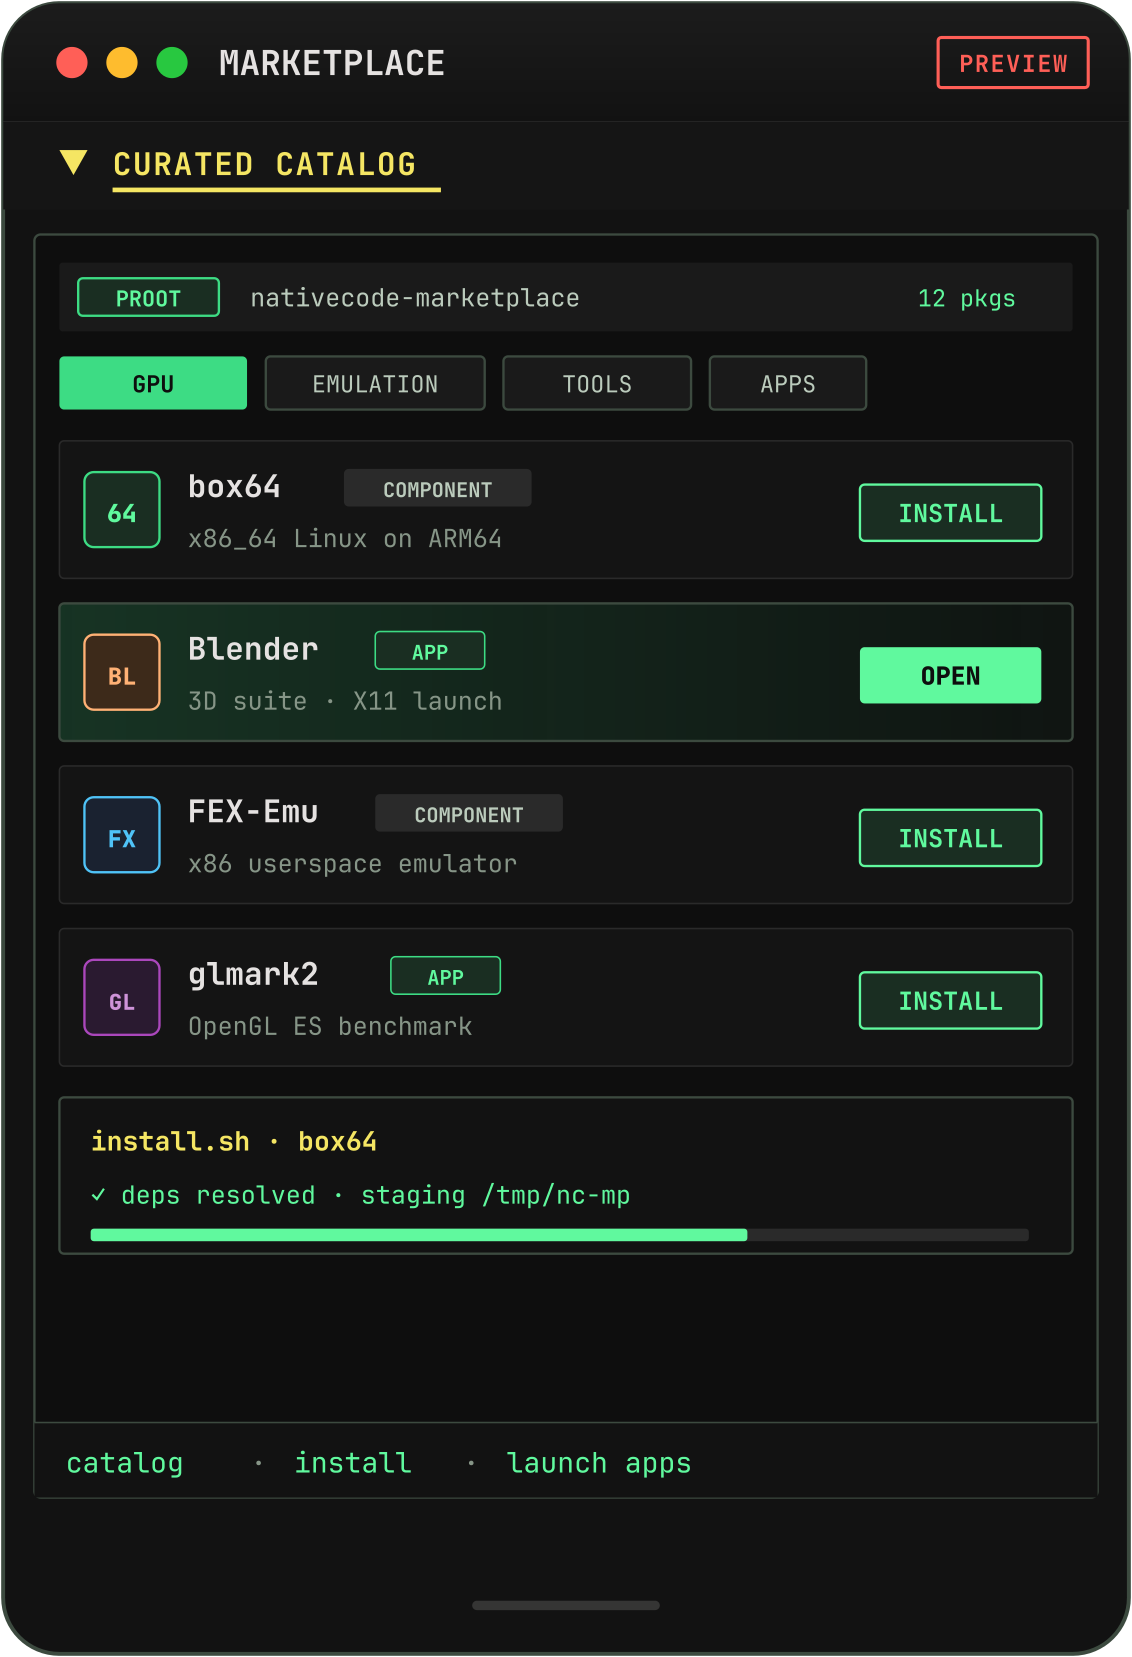 MARKETPLACE PREVIEW
▼ CURATED CATALOG
PROOT nativecode-marketplace 12 pkgs
GPU EMULATION TOOLS APPS
64 box64 COMPONENT INSTALL
x86_64 Linux on ARM64
BL Blender APP OPEN
3D suite · X11 launch
FX FEX-Emu COMPONENT INSTALL
x86 userspace emulator
GL glmark2 APP INSTALL
OpenGL ES benchmark
install.sh · box64
✓ deps resolved · staging /tmp/nc-mp
catalog · install · launch apps